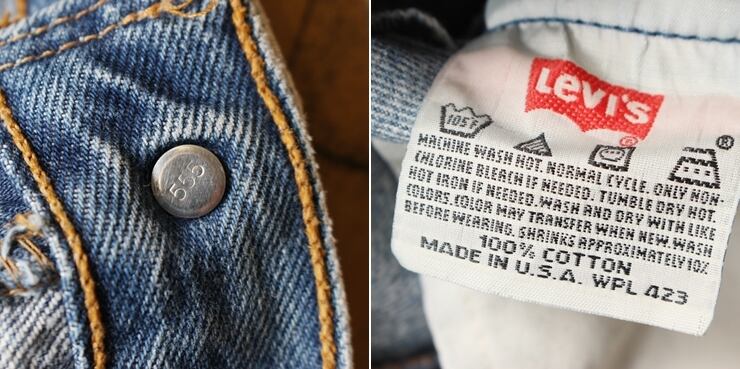 555
LEVI'S
®
105F
®
MACHINE WASH HOT. NORMAL CYCLE. ONLY NON-
CHLORINE BLEACH IF NEEDED. TUMBLE DRY HOT.
HOT IRON IF NEEDED. WASH AND DRY WITH LIKE
COLORS. COLOR MAY TRANSFER WHEN NEW. WASH
BEFORE WEARING. SHRINKS APPROXIMATELY 10%
100% COTTON
MADE IN U.S.A. WPL 423